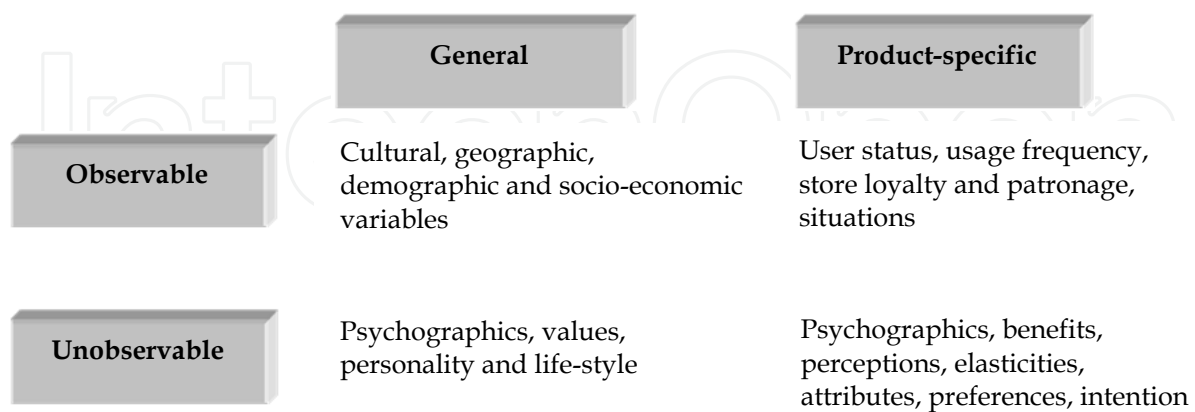 General
Product-specific
Observable
Cultural, geographic,
demographic and socio-economic
variables
User status, usage frequency,
store loyalty and patronage,
situations
Unobservable
Psychographics, values,
personality and life-style
Psychographics, benefits,
perceptions, elasticities,
attributes, preferences, intention